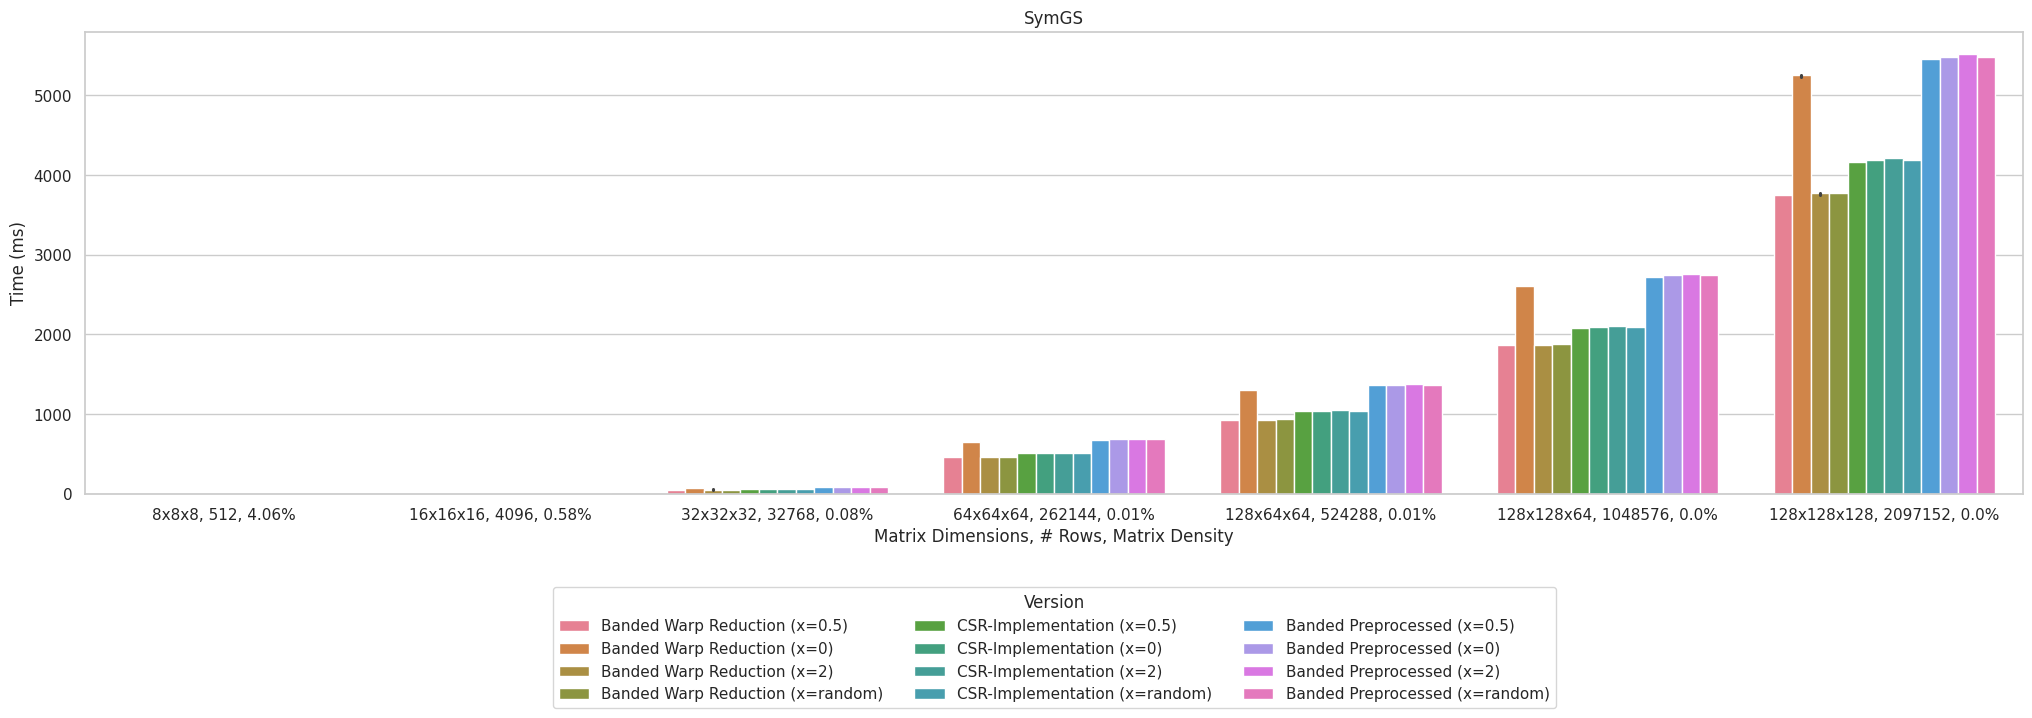 SymGS
Time (ms)
5000
4000
3000
2000
1000
0
8x8x8, 512, 4.06%
16x16x16, 4096, 0.58%
32x32x32, 32768, 0.08%
64x64x64, 262144, 0.01%
128x64x64, 524288, 0.01%
128x128x64, 1048576, 0.0%
128x128x128, 2097152, 0.0%
Matrix Dimensions, # Rows, Matrix Density
Version
Banded Warp Reduction (x=0.5)
Banded Warp Reduction (x=0)
Banded Warp Reduction (x=2)
Banded Warp Reduction (x=random)
CSR-Implementation (x=0.5)
CSR-Implementation (x=0)
CSR-Implementation (x=2)
CSR-Implementation (x=random)
Banded Preprocessed (x=0.5)
Banded Preprocessed (x=0)
Banded Preprocessed (x=2)
Banded Preprocessed (x=random)